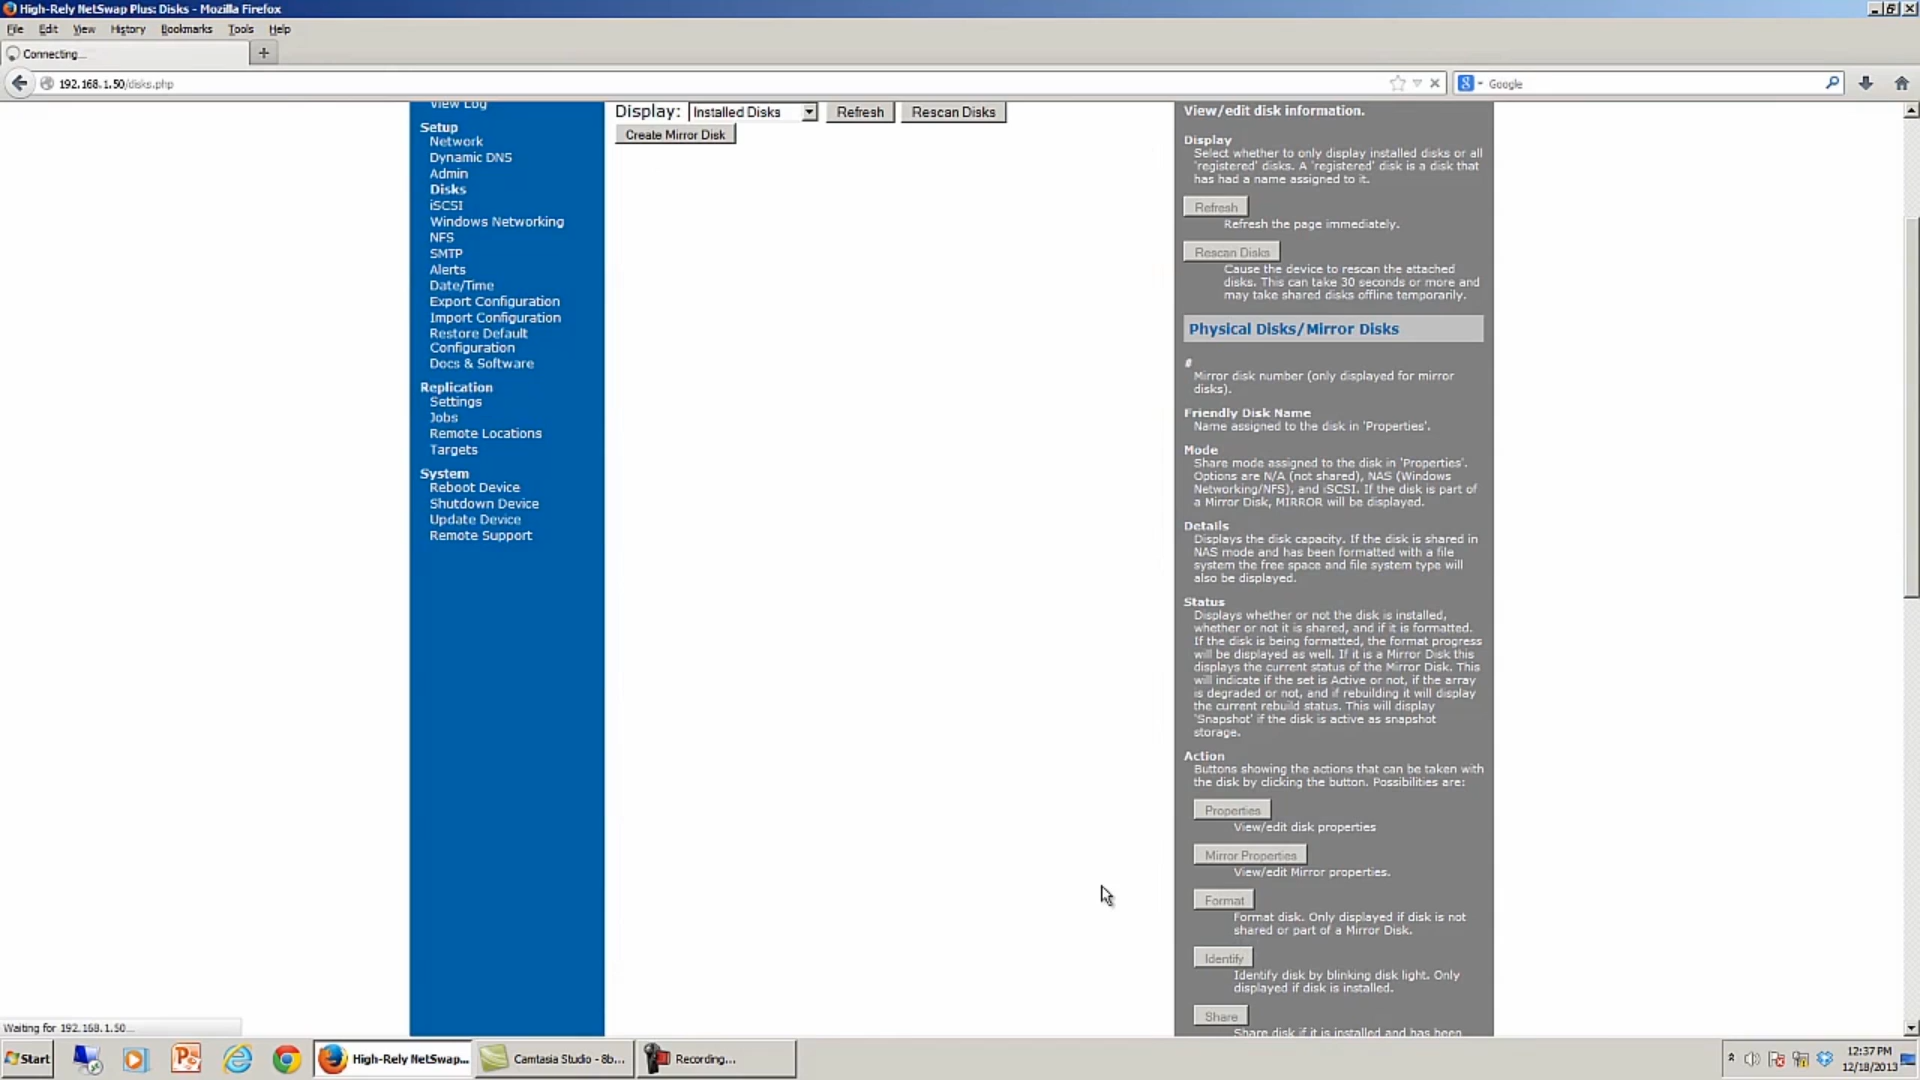 High-Rely NetSwap Plus: Disks - Mozilla Firefox
File Edit View History Bookmarks Tools Help
Connecting...
192.168.1.50/disks.php
Google
View Log
Setup
Network
Dynamic DNS
Admin
Disks
iSCSI
Windows Networking
NFS
SMTP
Alerts
Date/Time
Export Configuration
Import Configuration
Restore Default
Configuration
Docs & Software
Replication
Settings
Jobs
Remote Locations
Targets
System
Reboot Device
Shutdown Device
Update Device
Remote Support
Display: Installed Disks Refresh Rescan Disks
Create Mirror Disk
View/edit disk information.
Display
Select whether to only display installed disks or all
'registered' disks. A 'registered' disk is a disk that
has had a name assigned to it.
Refresh
Refresh the page immediately.
Rescan Disks
Cause the device to rescan the attached
disks. This can take 30 seconds or more and
may take shared disks offline temporarily.
Physical Disks/Mirror Disks
#
Mirror disk number (only displayed for mirror
disks).
Friendly Disk Name
Name assigned to the disk in 'Properties'.
Mode
Share mode assigned to the disk in 'Properties'.
Options are N/A (not shared), NAS (Windows
Networking/NFS), and iSCSI. If the disk is part of
a Mirror Disk, MIRROR will be displayed.
Details
Displays the disk capacity. If the disk is shared in
NAS mode and has been formatted with a file
system the free space and file system type will
also be displayed.
Status
Displays whether or not the disk is installed,
whether or not it is shared, and if it is formatted.
If the disk is being formatted, the format progress
will be displayed as well. If it is a Mirror Disk this
displays the current status of the Mirror Disk. This
will indicate if the set is Active or not, if the array
is degraded or not, and if rebuilding it will display
the current rebuild status. This will display
'Snapshot' if the disk is active as snapshot
storage.
Action
Buttons showing the actions that can be taken with
the disk by clicking the button. Possibilities are:
Properties
View/edit disk properties
Mirror Properties
View/edit Mirror properties.
Format
Format disk. Only displayed if disk is not
shared or part of a Mirror Disk.
Identify
Identify disk by blinking disk light. Only
displayed if disk is installed.
Share
Share disk if it is installed and has been
Waiting for 192.168.1.50...
Start
High-Rely NetSwap...
Camtasia Studio - 8b...
Recording...
12:37 PM
12/18/2013